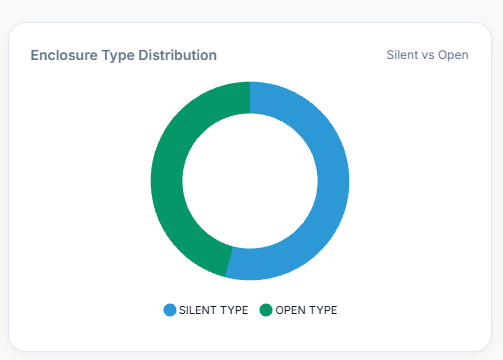 Enclosure Type Distribution
Silent vs Open
SILENT TYPE
OPEN TYPE